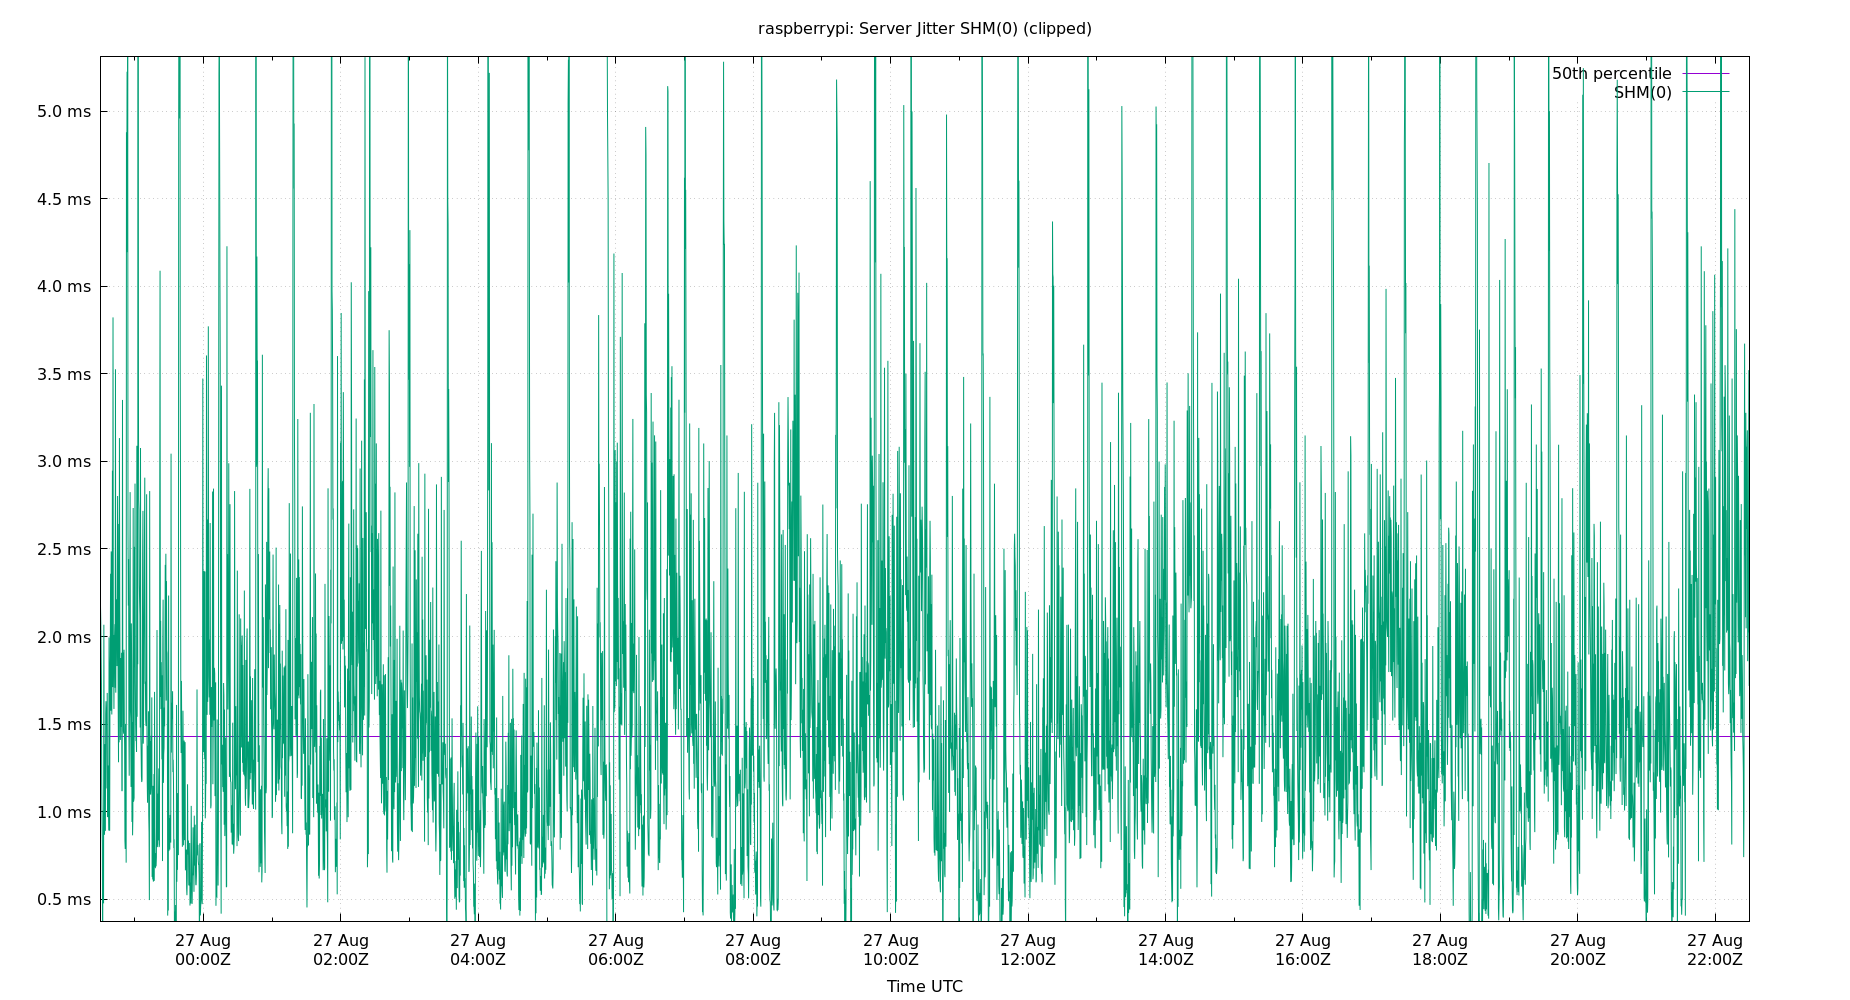 raspberrypi: Server Jitter SHM(0) (clipped)
50th percentile
SHM(0)
5.0 ms
4.5 ms
4.0 ms
3.5 ms
3.0 ms
2.5 ms
2.0 ms
1.5 ms
1.0 ms
0.5 ms
27 Aug 27 Aug 27 Aug 27 Aug 27 Aug 27 Aug 27 Aug 27 Aug 27 Aug 27 Aug 27 Aug 27 Aug
00:00Z 02:00Z 04:00Z 06:00Z 08:00Z 10:00Z 12:00Z 14:00Z 16:00Z 18:00Z 20:00Z 22:00Z
Time UTC